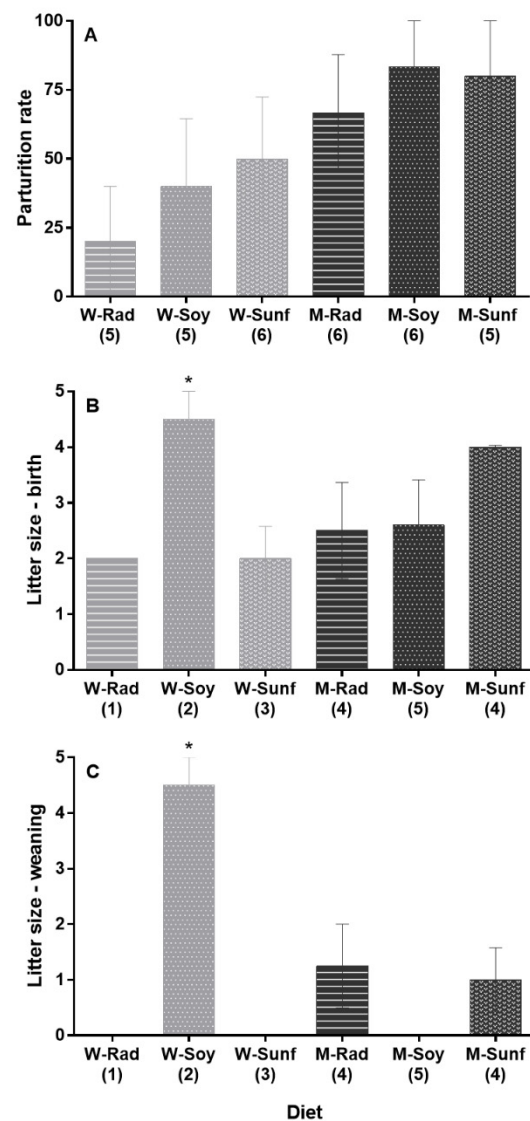 A
Parturition rate
100
75
50
25
0
W-Rad W-Soy W-Sunf M-Rad M-Soy M-Sunf
(5) (5) (6) (6) (6) (5)
B
*
Litter size - birth
5
4
3
2
1
0
W-Rad W-Soy W-Sunf M-Rad M-Soy M-Sunf
(1) (2) (3) (4) (5) (4)
C
*
Litter size - weaning
5
4
3
2
1
0
W-Rad W-Soy W-Sunf M-Rad M-Soy M-Sunf
(1) (2) (3) (4) (5) (4)
Diet